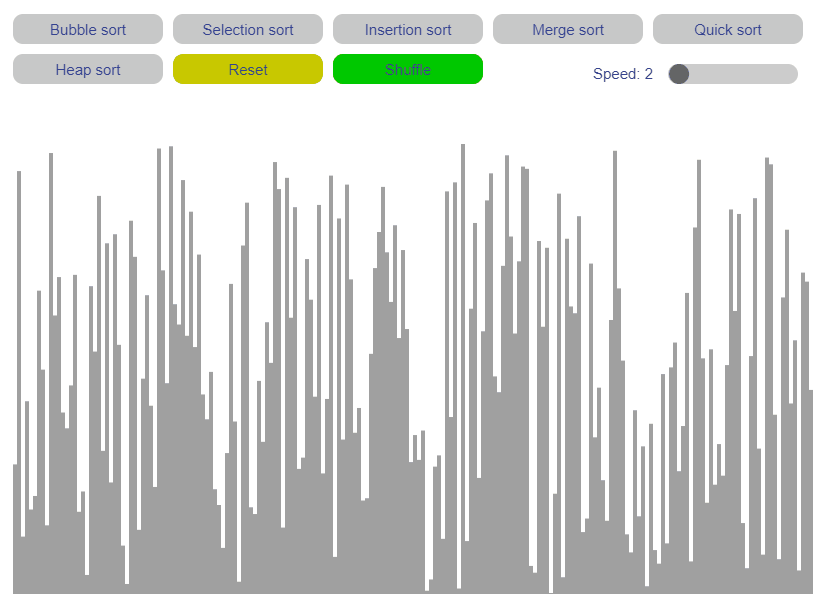 Bubble sort
Selection sort
Insertion sort
Merge sort
Quick sort
Heap sort
Reset
Shuffle
Speed: 2